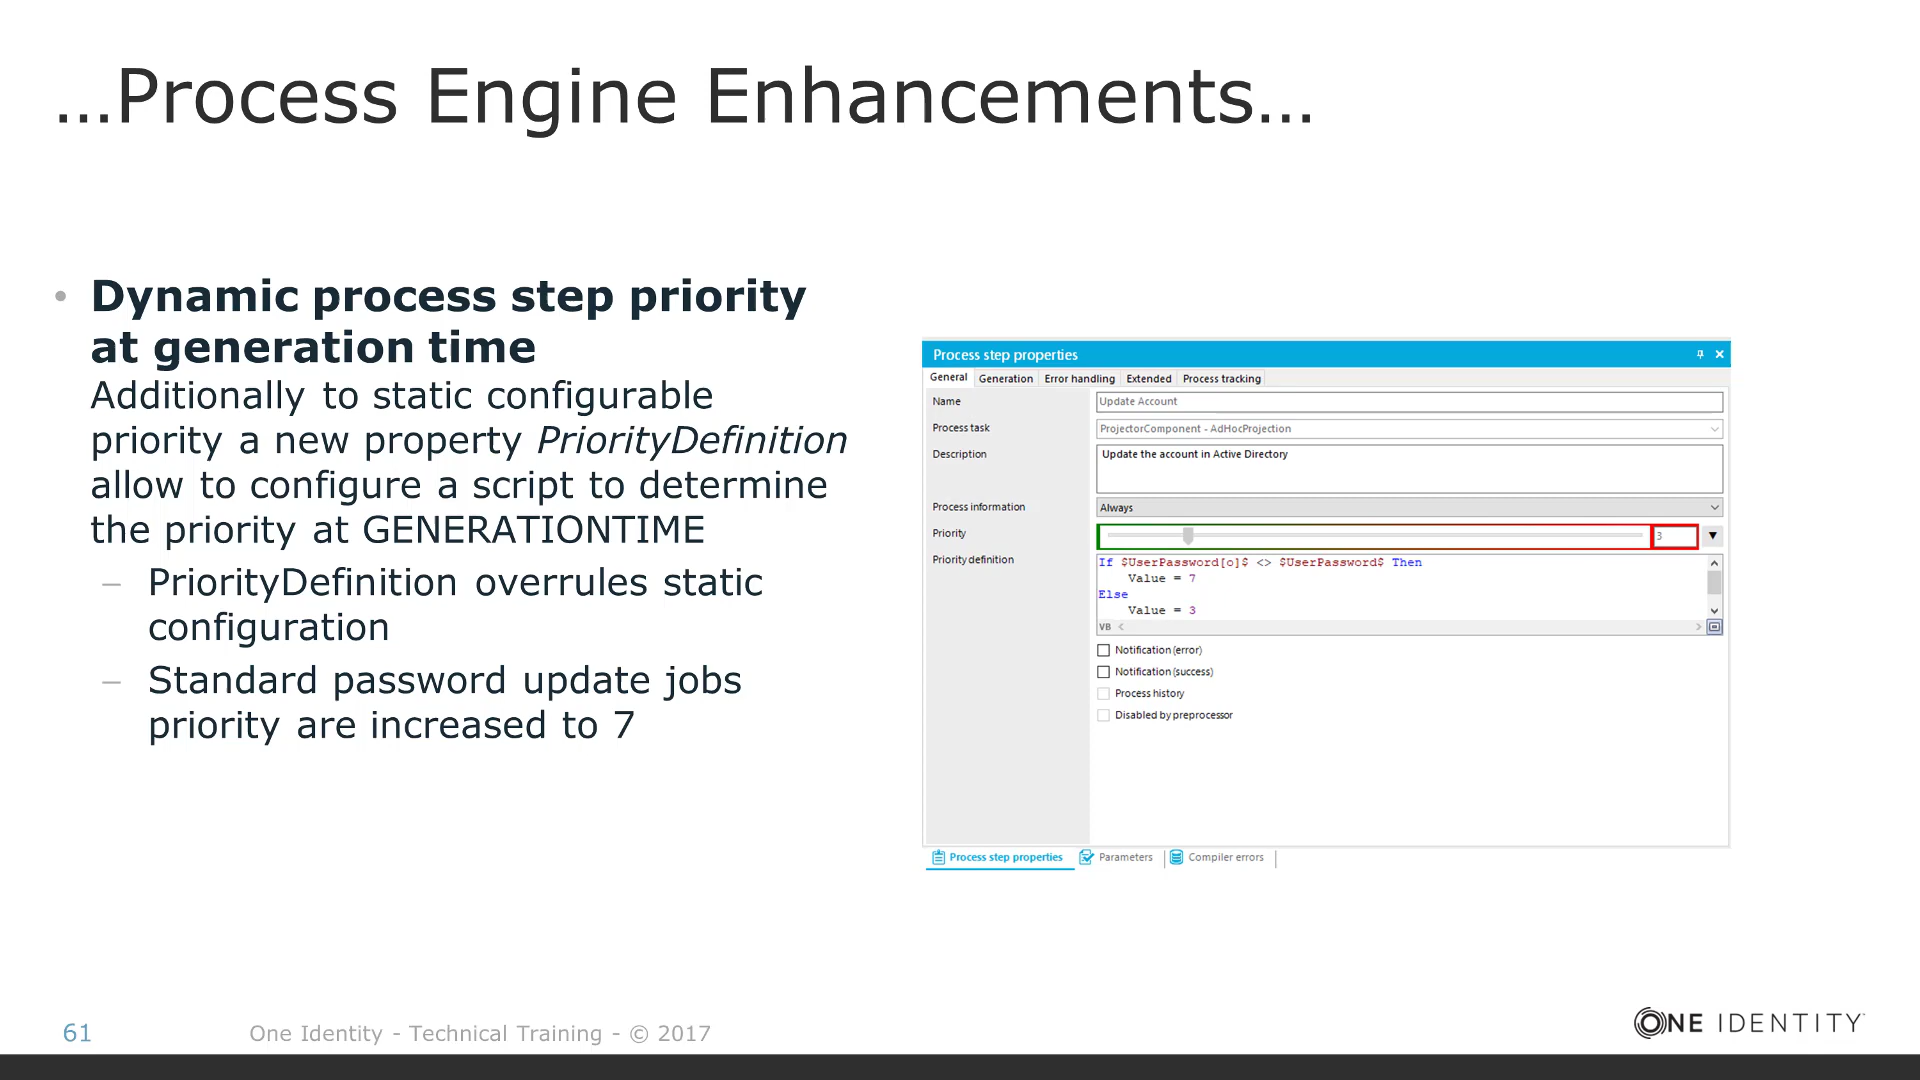 …Process Engine Enhancements…
• Dynamic process step priority
at generation time
Additionally to static configurable
priority a new property PriorityDefinition
allow to configure a script to determine
the priority at GENERATIONTIME
– PriorityDefinition overrules static
configuration
– Standard password update jobs
priority are increased to 7
Process step properties
General Generation Error handling Extended Process tracking
Name Update Account
Process task ProjectorComponent - AdHocProjection
Description Update the account in Active Directory
Process information Always
Priority 3
Priority definition If $UserPassword[o]$ <> $UserPassword$ Then
Value = 7
Else
Value = 3
VB
Notification (error)
Notification (success)
Process history
Disabled by preprocessor
Process step properties Parameters Compiler errors
61 One Identity - Technical Training - © 2017
ONE IDENTITY